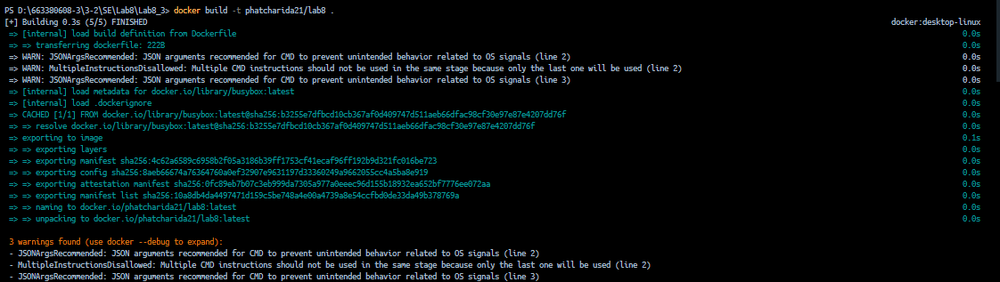 PS D:\663380608-3\3-2\SE\Lab8\Lab8_3> docker build -t phatcharida21/lab8 .
[+] Building 0.3s (5/5) FINISHED docker:desktop-linux
=> [internal] load build definition from Dockerfile 0.0s
=> => transferring dockerfile: 222B 0.0s
=> WARN: JSONArgsRecommended: JSON arguments recommended for CMD to prevent unintended behavior related to OS signals (line 2) 0.0s
=> WARN: MultipleInstructionsDisallowed: Multiple CMD instructions should not be used in the same stage because only the last one will be used (line 2) 0.0s
=> WARN: JSONArgsRecommended: JSON arguments recommended for CMD to prevent unintended behavior related to OS signals (line 3) 0.0s
=> [internal] load metadata for docker.io/library/busybox:latest 0.0s
=> [internal] load .dockerignore 0.0s
=> CACHED [1/1] FROM docker.io/library/busybox:latest@sha256:b3255e7dfbcd10cb367af0d409747d511aeb66dfac98cf30e97e87e4207dd76f 0.0s
=> => resolve docker.io/library/busybox:latest@sha256:b3255e7dfbcd10cb367af0d409747d511aeb66dfac98cf30e97e87e4207dd76f 0.0s
=> exporting to image 0.1s
=> => exporting layers 0.0s
=> => exporting manifest sha256:4c62a6589c6958b2f05a3186b39ff1753cf41ecaf96ff192b9d321fc016be723 0.0s
=> => exporting config sha256:8aeb66674a76364760a0ef32907e9631197d33360249a9662055cc4a5ba8e919 0.0s
=> => exporting attestation manifest sha256:0fc89eb7b07c3eb999da7305a977a0eeec96d155b18932ea652bf7776ee072aa 0.0s
=> => exporting manifest list sha256:10a8db4da4497471d159c5be748a4e00a4739a8e54ccfbd0de33da49b378769a 0.0s
=> => naming to docker.io/phatcharida21/lab8:latest 0.0s
=> => unpacking to docker.io/phatcharida21/lab8:latest 0.0s
3 warnings found (use docker --debug to expand):
- JSONArgsRecommended: JSON arguments recommended for CMD to prevent unintended behavior related to OS signals (line 2)
- MultipleInstructionsDisallowed: Multiple CMD instructions should not be used in the same stage because only the last one will be used (line 2)
- JSONArgsRecommended: JSON arguments recommended for CMD to prevent unintended behavior related to OS signals (line 3)